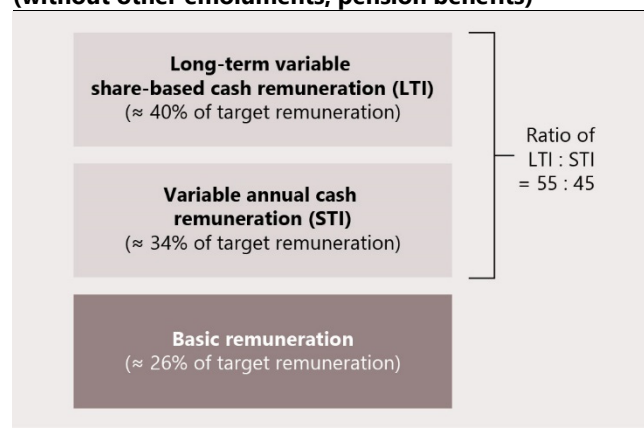 (without other emoluments, pension benefits)
Long-term variable
share-based cash remuneration (LTI)
(≈ 40% of target remuneration)
Ratio of
LTI : STI
= 55 : 45
Variable annual cash
remuneration (STI)
(≈ 34% of target remuneration)
Basic remuneration
(≈ 26% of target remuneration)